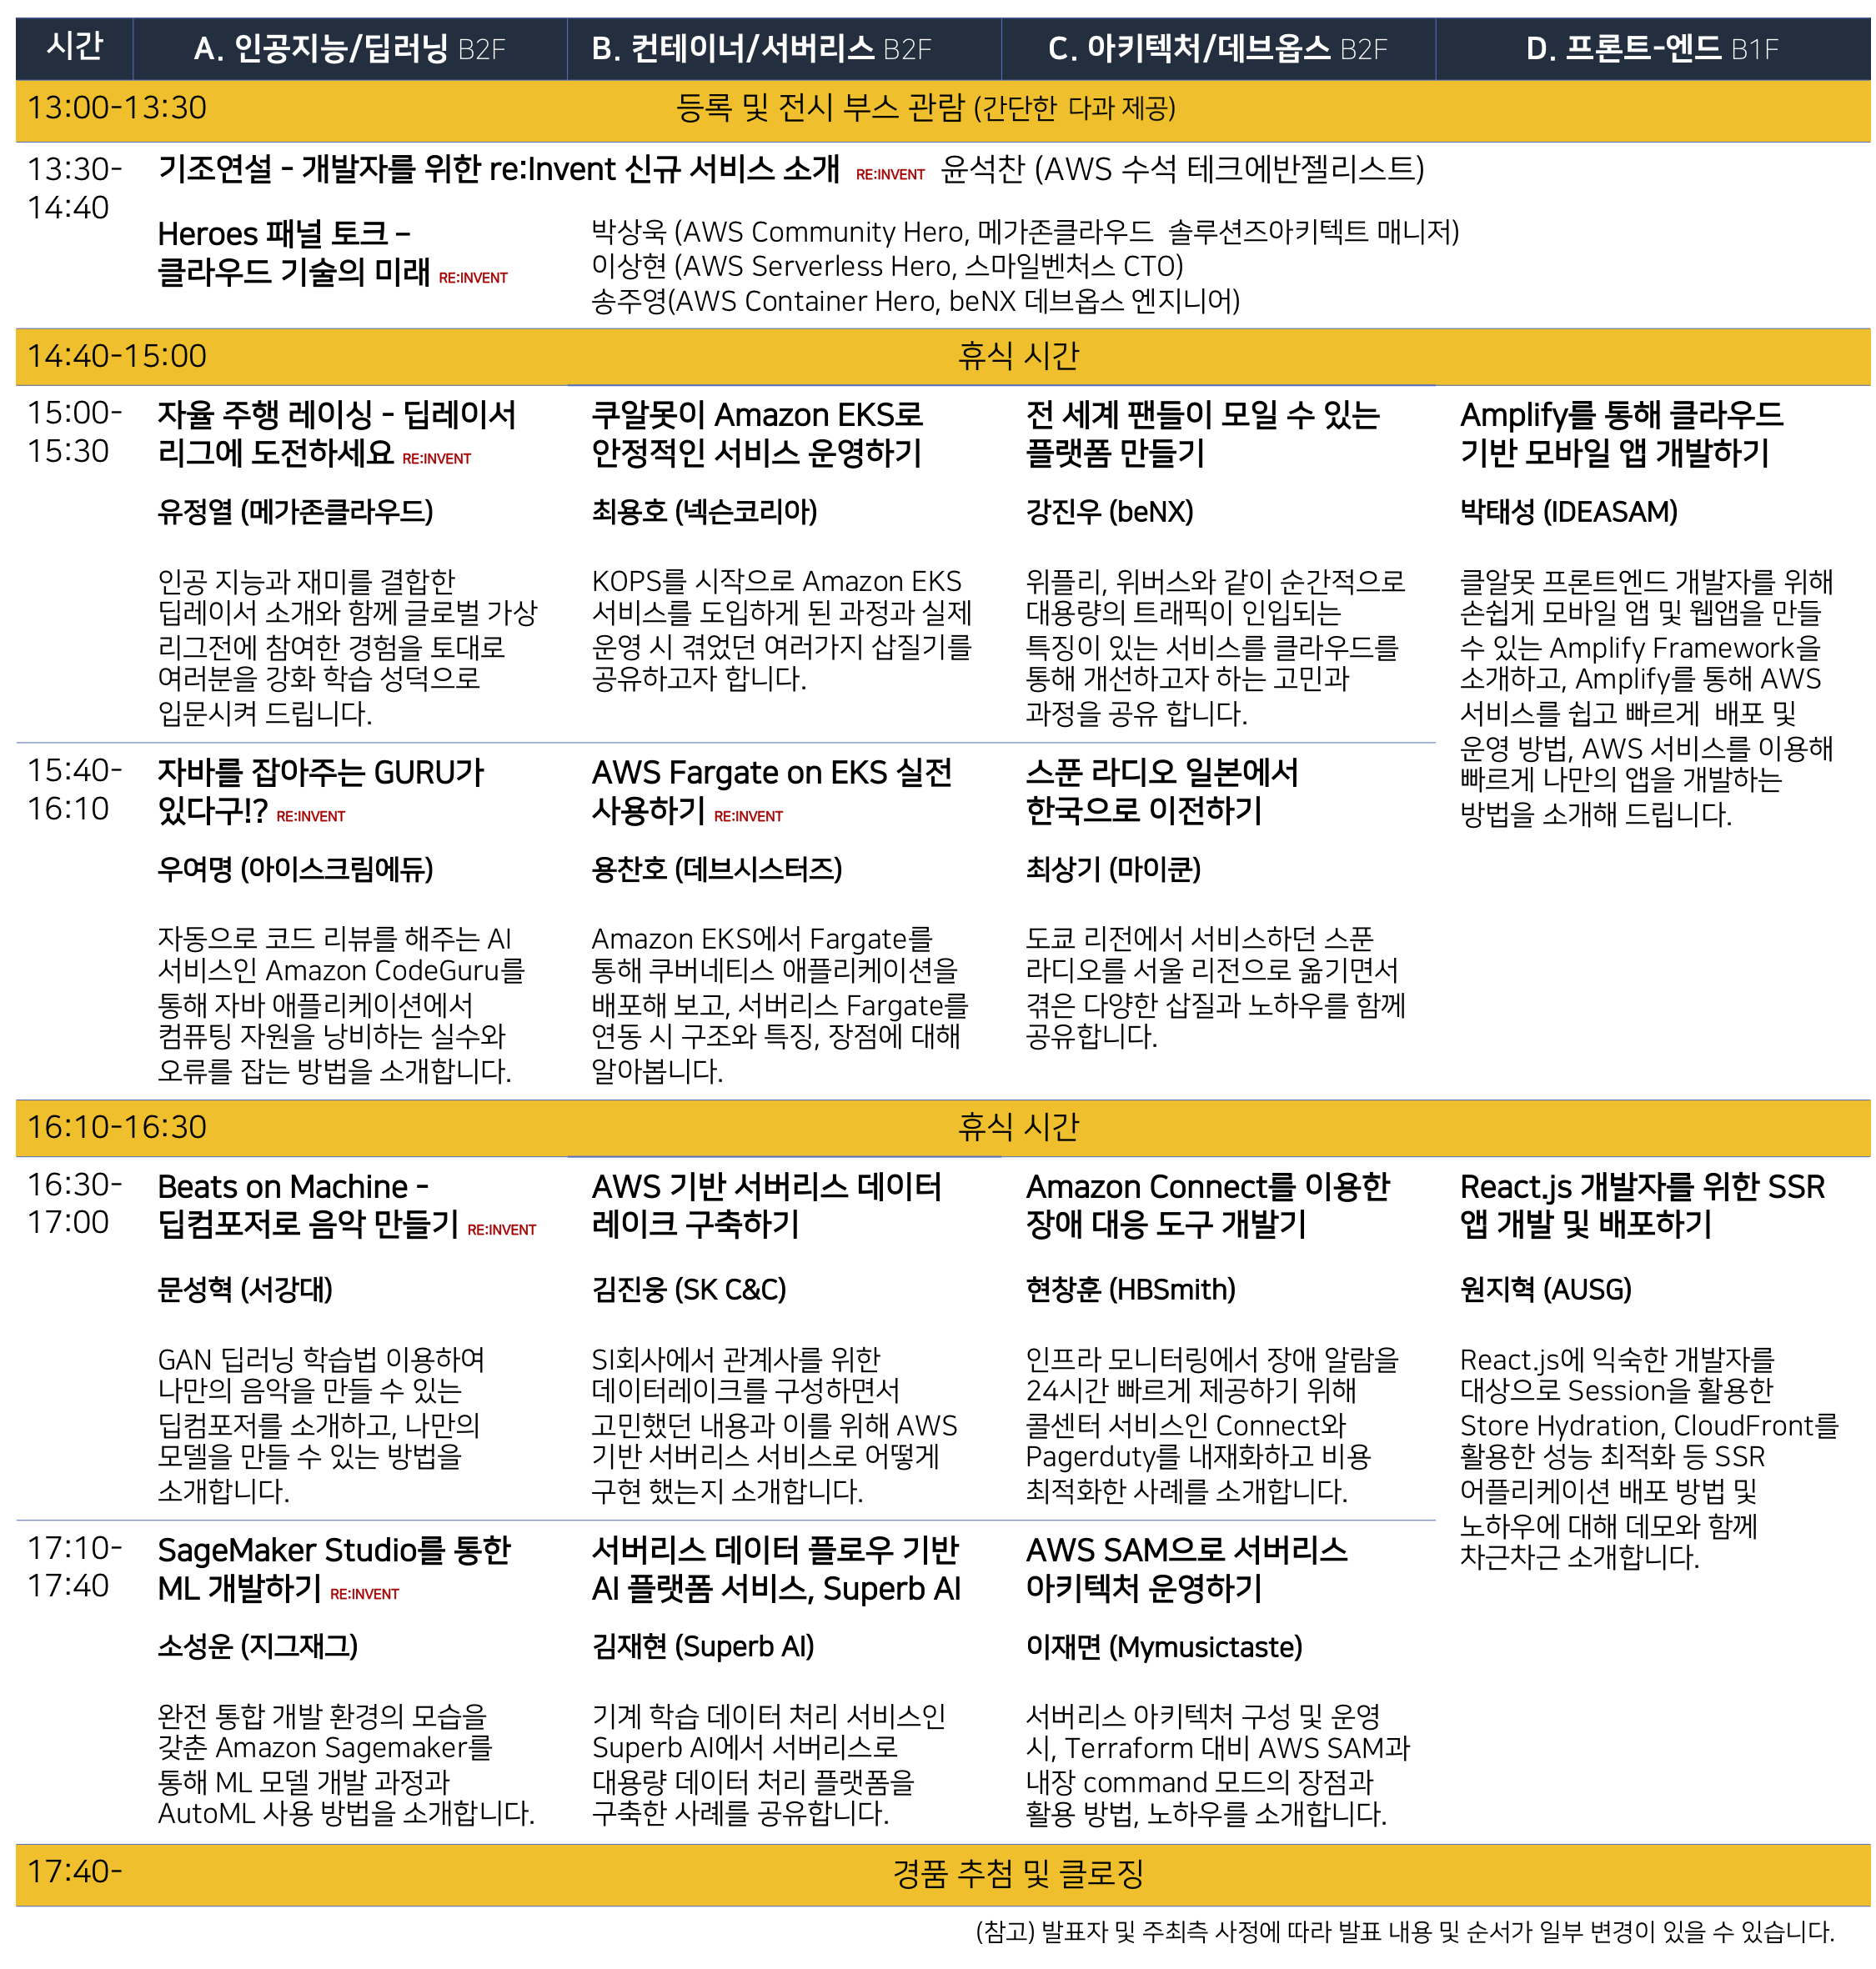 시간
A. 인공지능/딥러닝 B2F
B. 컨테이너/서버리스 B2F
C. 아키텍처/데브옵스 B2F
D. 프론트-엔드 B1F
13:00-13:30
등록 및 전시 부스 관람 (간단한 다과 제공)
13:30-
14:40
기조연설 - 개발자를 위한 re:Invent 신규 서비스 소개 RE:INVENT 윤석찬 (AWS 수석 테크에반젤리스트)
Heroes 패널 토크 –
클라우드 기술의 미래 RE:INVENT
박상욱 (AWS Community Hero, 메가존클라우드 솔루션즈아키텍트 매니저)
이상현 (AWS Serverless Hero, 스마일벤처스 CTO)
송주영(AWS Container Hero, beNX 데브옵스 엔지니어)
14:40-15:00
휴식 시간
15:00-
15:30
자율 주행 레이싱 - 딥레이서
리그에 도전하세요 RE:INVENT
유정열 (메가존클라우드)
인공 지능과 재미를 결합한
딥레이서 소개와 함께 글로벌 가상
리그전에 참여한 경험을 토대로
여러분을 강화 학습 성덕으로
입문시켜 드립니다.
쿠알못이 Amazon EKS로
안정적인 서비스 운영하기
최용호 (넥슨코리아)
KOPS를 시작으로 Amazon EKS
서비스를 도입하게 된 과정과 실제
운영 시 겪었던 여러가지 삽질기를
공유하고자 합니다.
전 세계 팬들이 모일 수 있는
플랫폼 만들기
강진우 (beNX)
위플리, 위버스와 같이 순간적으로
대용량의 트래픽이 인입되는
특징이 있는 서비스를 클라우드를
통해 개선하고자 하는 고민과
과정을 공유 합니다.
Amplify를 통해 클라우드
기반 모바일 앱 개발하기
박태성 (IDEASAM)
클알못 프론트엔드 개발자를 위해
손쉽게 모바일 앱 및 웹앱을 만들
수 있는 Amplify Framework을
소개하고, Amplify를 통해 AWS
서비스를 쉽고 빠르게 배포 및
운영 방법, AWS 서비스를 이용해
빠르게 나만의 앱을 개발하는
방법을 소개해 드립니다.
15:40-
16:10
자바를 잡아주는 GURU가
있다구!? RE:INVENT
우여명 (아이스크림에듀)
자동으로 코드 리뷰를 해주는 AI
서비스인 Amazon CodeGuru를
통해 자바 애플리케이션에서
컴퓨팅 자원을 낭비하는 실수와
오류를 잡는 방법을 소개합니다.
AWS Fargate on EKS 실전
사용하기 RE:INVENT
용찬호 (데브시스터즈)
Amazon EKS에서 Fargate를
통해 쿠버네티스 애플리케이션을
배포해 보고, 서버리스 Fargate를
연동 시 구조와 특징, 장점에 대해
알아봅니다.
스푼 라디오 일본에서
한국으로 이전하기
최상기 (마이쿤)
도쿄 리전에서 서비스하던 스푼
라디오를 서울 리전으로 옮기면서
겪은 다양한 삽질과 노하우를 함께
공유합니다.
16:10-16:30
휴식 시간
16:30-
17:00
Beats on Machine -
딥컴포저로 음악 만들기 RE:INVENT
문성혁 (서강대)
GAN 딥러닝 학습법 이용하여
나만의 음악을 만들 수 있는
딥컴포저를 소개하고, 나만의
모델을 만들 수 있는 방법을
소개합니다.
AWS 기반 서버리스 데이터
레이크 구축하기
김진웅 (SK C&C)
SI회사에서 관계사를 위한
데이터레이크를 구성하면서
고민했던 내용과 이를 위해 AWS
기반 서버리스 서비스로 어떻게
구현 했는지 소개합니다.
Amazon Connect를 이용한
장애 대응 도구 개발기
현창훈 (HBSmith)
인프라 모니터링에서 장애 알람을
24시간 빠르게 제공하기 위해
콜센터 서비스인 Connect와
Pagerduty를 내재화하고 비용
최적화한 사례를 소개합니다.
React.js 개발자를 위한 SSR
앱 개발 및 배포하기
원지혁 (AUSG)
React.js에 익숙한 개발자를
대상으로 Session을 활용한
Store Hydration, CloudFront를
활용한 성능 최적화 등 SSR
어플리케이션 배포 방법 및
노하우에 대해 데모와 함께
차근차근 소개합니다.
17:10-
17:40
SageMaker Studio를 통한
ML 개발하기 RE:INVENT
소성운 (지그재그)
완전 통합 개발 환경의 모습을
갖춘 Amazon Sagemaker를
통해 ML 모델 개발 과정과
AutoML 사용 방법을 소개합니다.
서버리스 데이터 플로우 기반
AI 플랫폼 서비스, Superb AI
김재현 (Superb AI)
기계 학습 데이터 처리 서비스인
Superb AI에서 서버리스로
대용량 데이터 처리 플랫폼을
구축한 사례를 공유합니다.
AWS SAM으로 서버리스
아키텍처 운영하기
이재면 (Mymusictaste)
서버리스 아키텍처 구성 및 운영
시, Terraform 대비 AWS SAM과
내장 command 모드의 장점과
활용 방법, 노하우를 소개합니다.
17:40-
경품 추첨 및 클로징
(참고) 발표자 및 주최측 사정에 따라 발표 내용 및 순서가 일부 변경이 있을 수 있습니다.